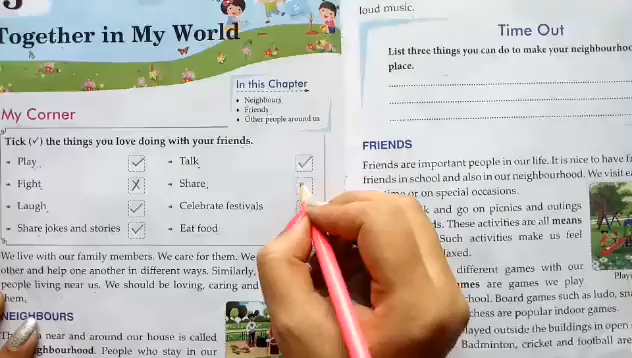 Together in My World
In this Chapter
• Neighbours
• Friends
• Other people around us
My Corner
Tick (✓) the things you love doing with your friends.
Play ✓ Talk ✓
Fight ✗ Share
Laugh ✓ Celebrate festivals
Share jokes and stories ✓ Eat food
We live with our family members. We care for them. We
other and help one another in different ways. Similarly,
people living near us. We should be loving, caring and
them.
NEIGHBOURS
near and around our house is called
People who stay in our
loud music.
Time Out
List three things you can do to make your neighbourhoo
place.
FRIENDS
Friends are important people in our life. It is nice to have
friends in school and also in our neighbourhood. We visit
or on special occasions.
and go on picnics and outings
These activities are all means
Such activities make us feel
different games with our
are games we play
Board games such as ludo,
chess are popular indoor games.
outside the buildings in open
Badminton, cricket and football are